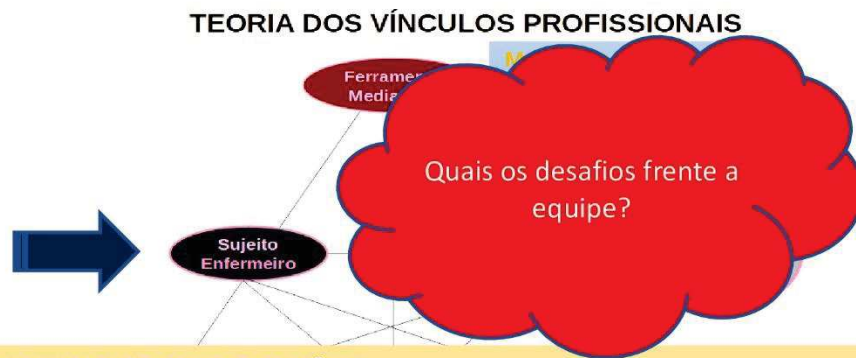 TEORIA DOS VÍNCULOS PROFISSIONAIS
Quais os desafios frente a
equipe?
Sujeito
Enfermeiro